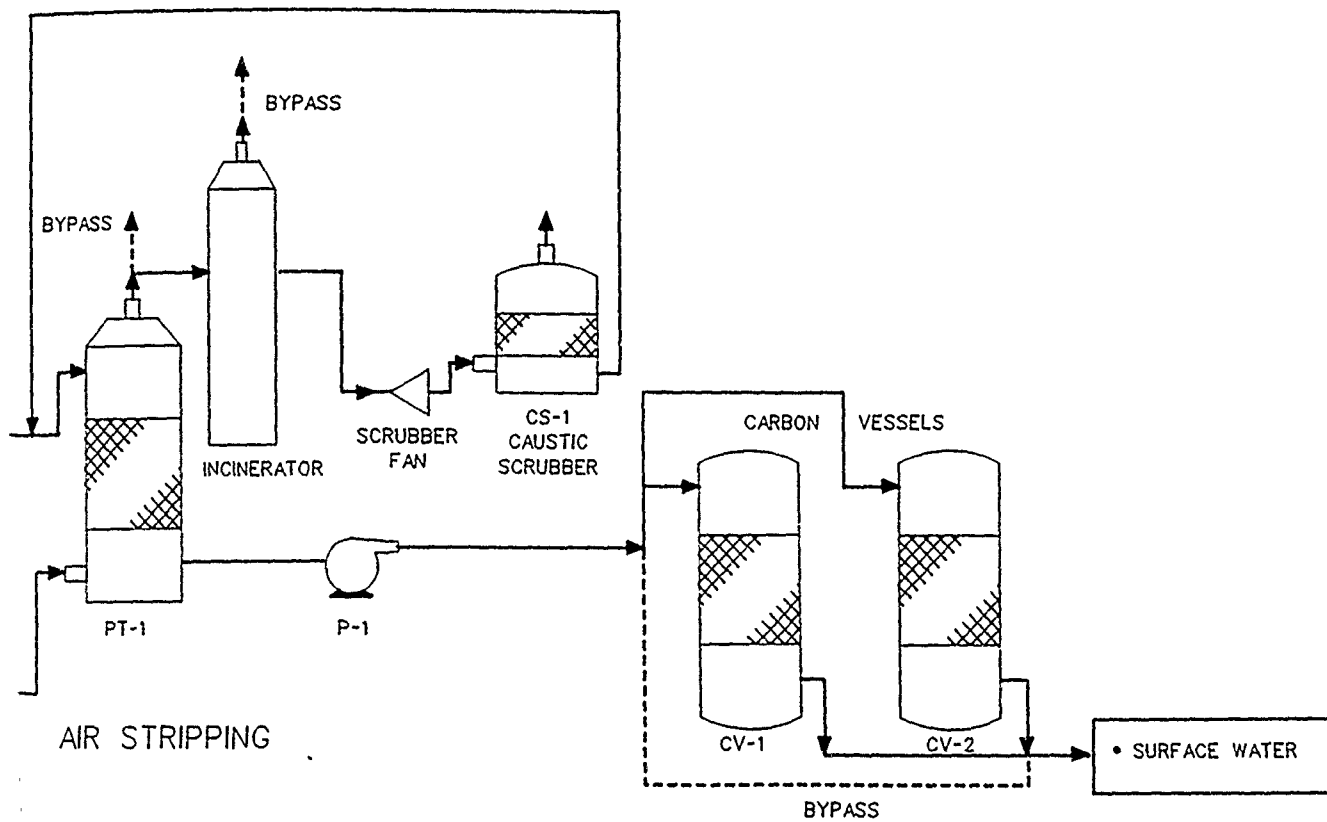 BYPASS
BYPASS
INCINERATOR
SCRUBBER
FAN
CS-1
CAUSTIC
SCRUBBER
CARBON VESSELS
PT-1
P-1
AIR STRIPPING
CV-1
CV-2
• SURFACE WATER
BYPASS